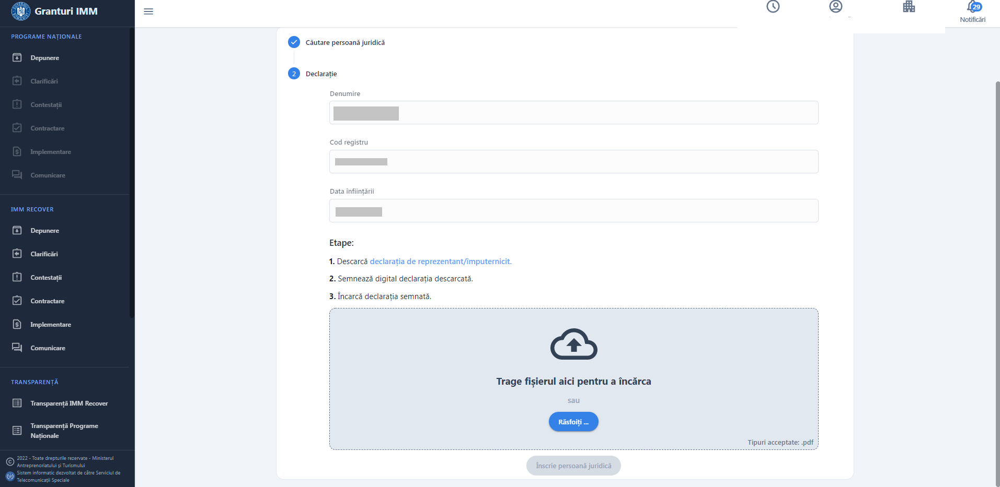 Granturi IMM
PROGRAME NAȚIONALE
Depunere
Clarificări
Contestații
Contractare
Implementare
Comunicare
IMM RECOVER
Depunere
Clarificări
Contestații
Contractare
Implementare
Comunicare
TRANSPARENȚĂ
Transparență IMM Recover
Transparență Programe
Naționale
2022 - Toate drepturile rezervate - Ministerul
Antreprenoriatului și Turismului
Sistem informatic dezvoltat de către Serviciul de
Telecomunicații Speciale
29
Notificări
Căutare persoană juridică
2 Declarație
Denumire
Cod registru
Data înființării
Etape:
1. Descarcă declarația de reprezentant/împuternicit.
2. Semnează digital declarația descarcată.
3. Încarcă declarația semnată.
Trage fișierul aici pentru a încărca
sau
Răsfoiți ...
Tipuri acceptate: .pdf
Înscrie persoană juridică